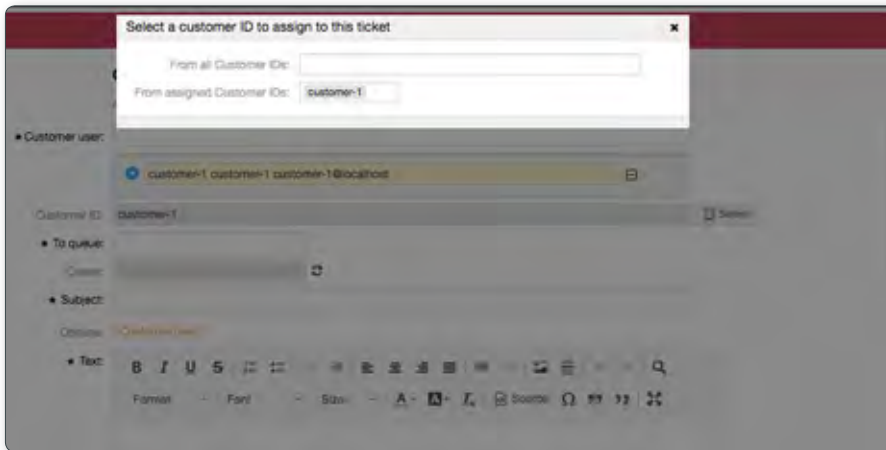 Select a customer ID to assign to this ticket ×
From all Customer IDs:
From assigned Customer IDs: customer-1
★ Customer user:
customer-1 customer-1 customer-1@localhost
Customer ID: customer-1 Select
★ To queue:
Owner:
★ Subject:
Options: [Customer user]
★ Text:
B I U S
Format Font Size A A Ix Source Ω